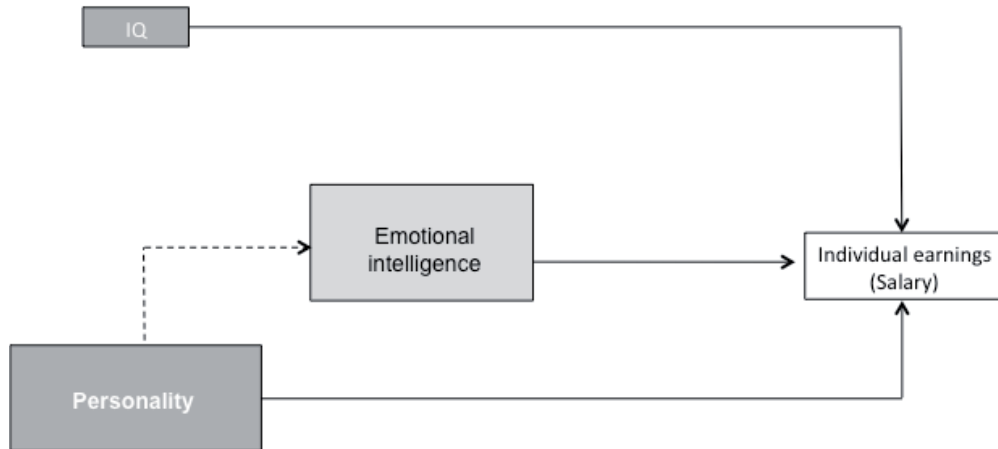 IQ
Emotional
intelligence
Individual earnings
(Salary)
Personality